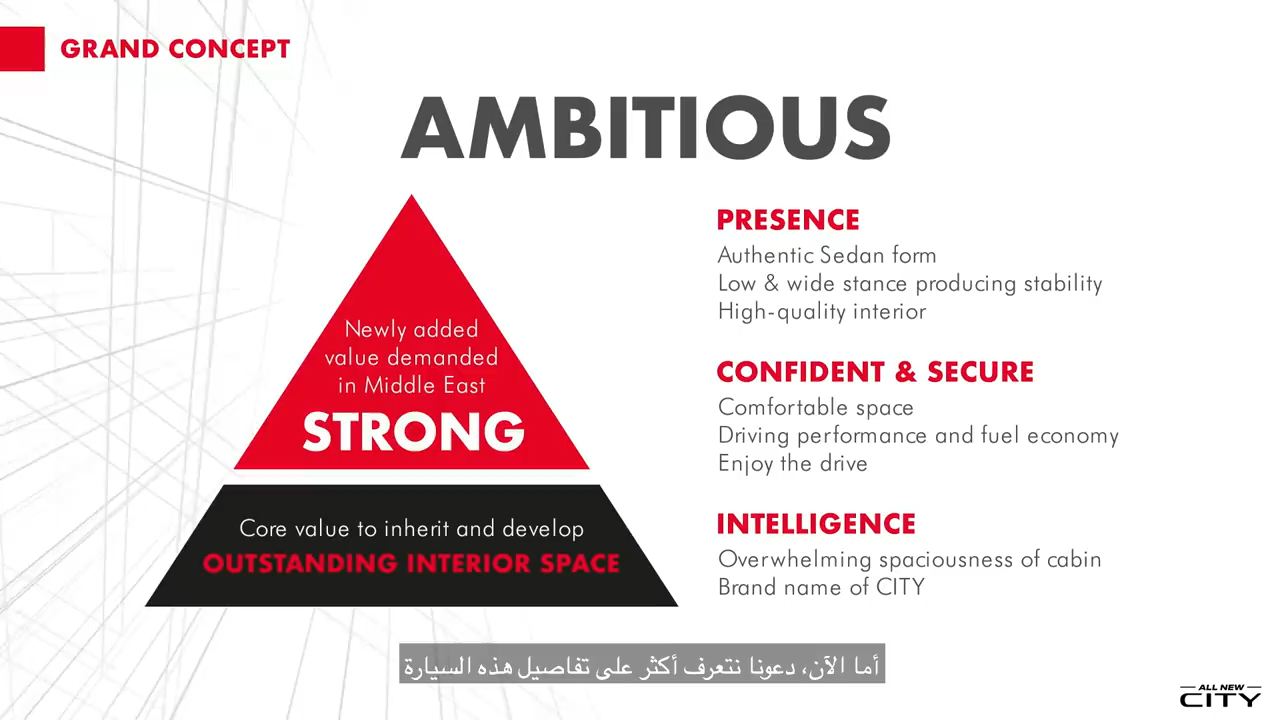 GRAND CONCEPT
AMBITIOUS
Newly added
value demanded
in Middle East
STRONG
Core value to inherit and develop
OUTSTANDING INTERIOR SPACE
PRESENCE
Authentic Sedan form
Low & wide stance producing stability
High-quality interior
CONFIDENT & SECURE
Comfortable space
Driving performance and fuel economy
Enjoy the drive
INTELLIGENCE
Overwhelming spaciousness of cabin
Brand name of CITY
أما الآن، دعونا نتعرف أكثر على تفاصيل هذه السيارة
ALL NEW
CITY